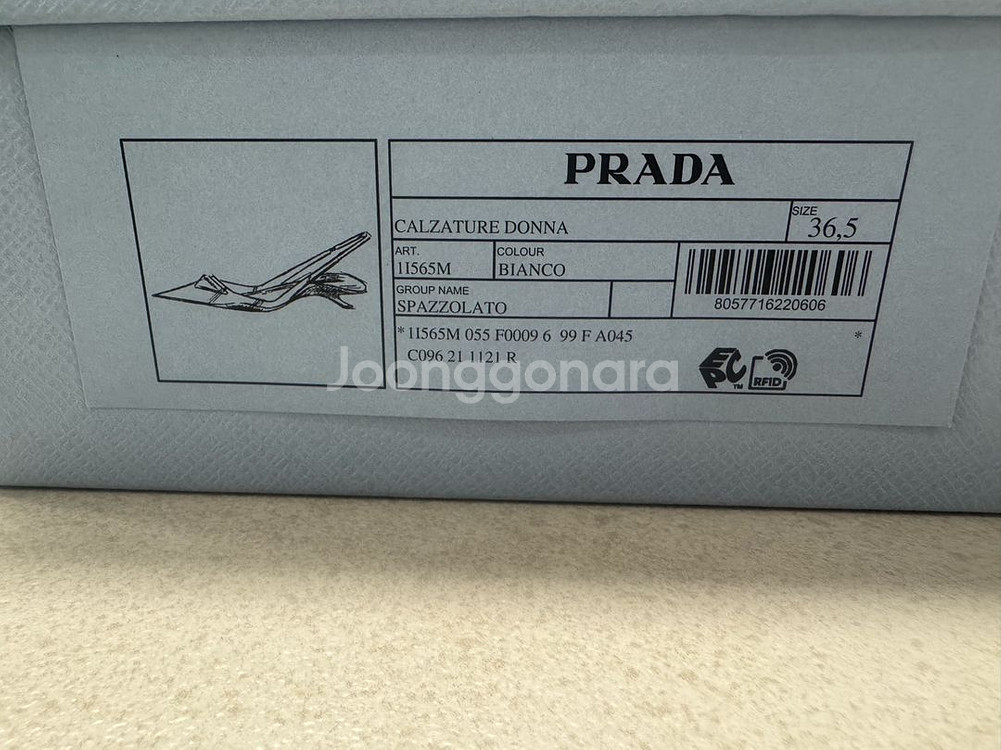 PRADA
CALZATURE DONNA
SIZE
36,5
ART.
1I565M
COLOUR
BIANCO
GROUP NAME
SPAZZOLATO
8057716220606
*1I565M 055 F0009 6 99 F A045 *
C096 21 1121 R
EPC TM
RFID
Joonggonara